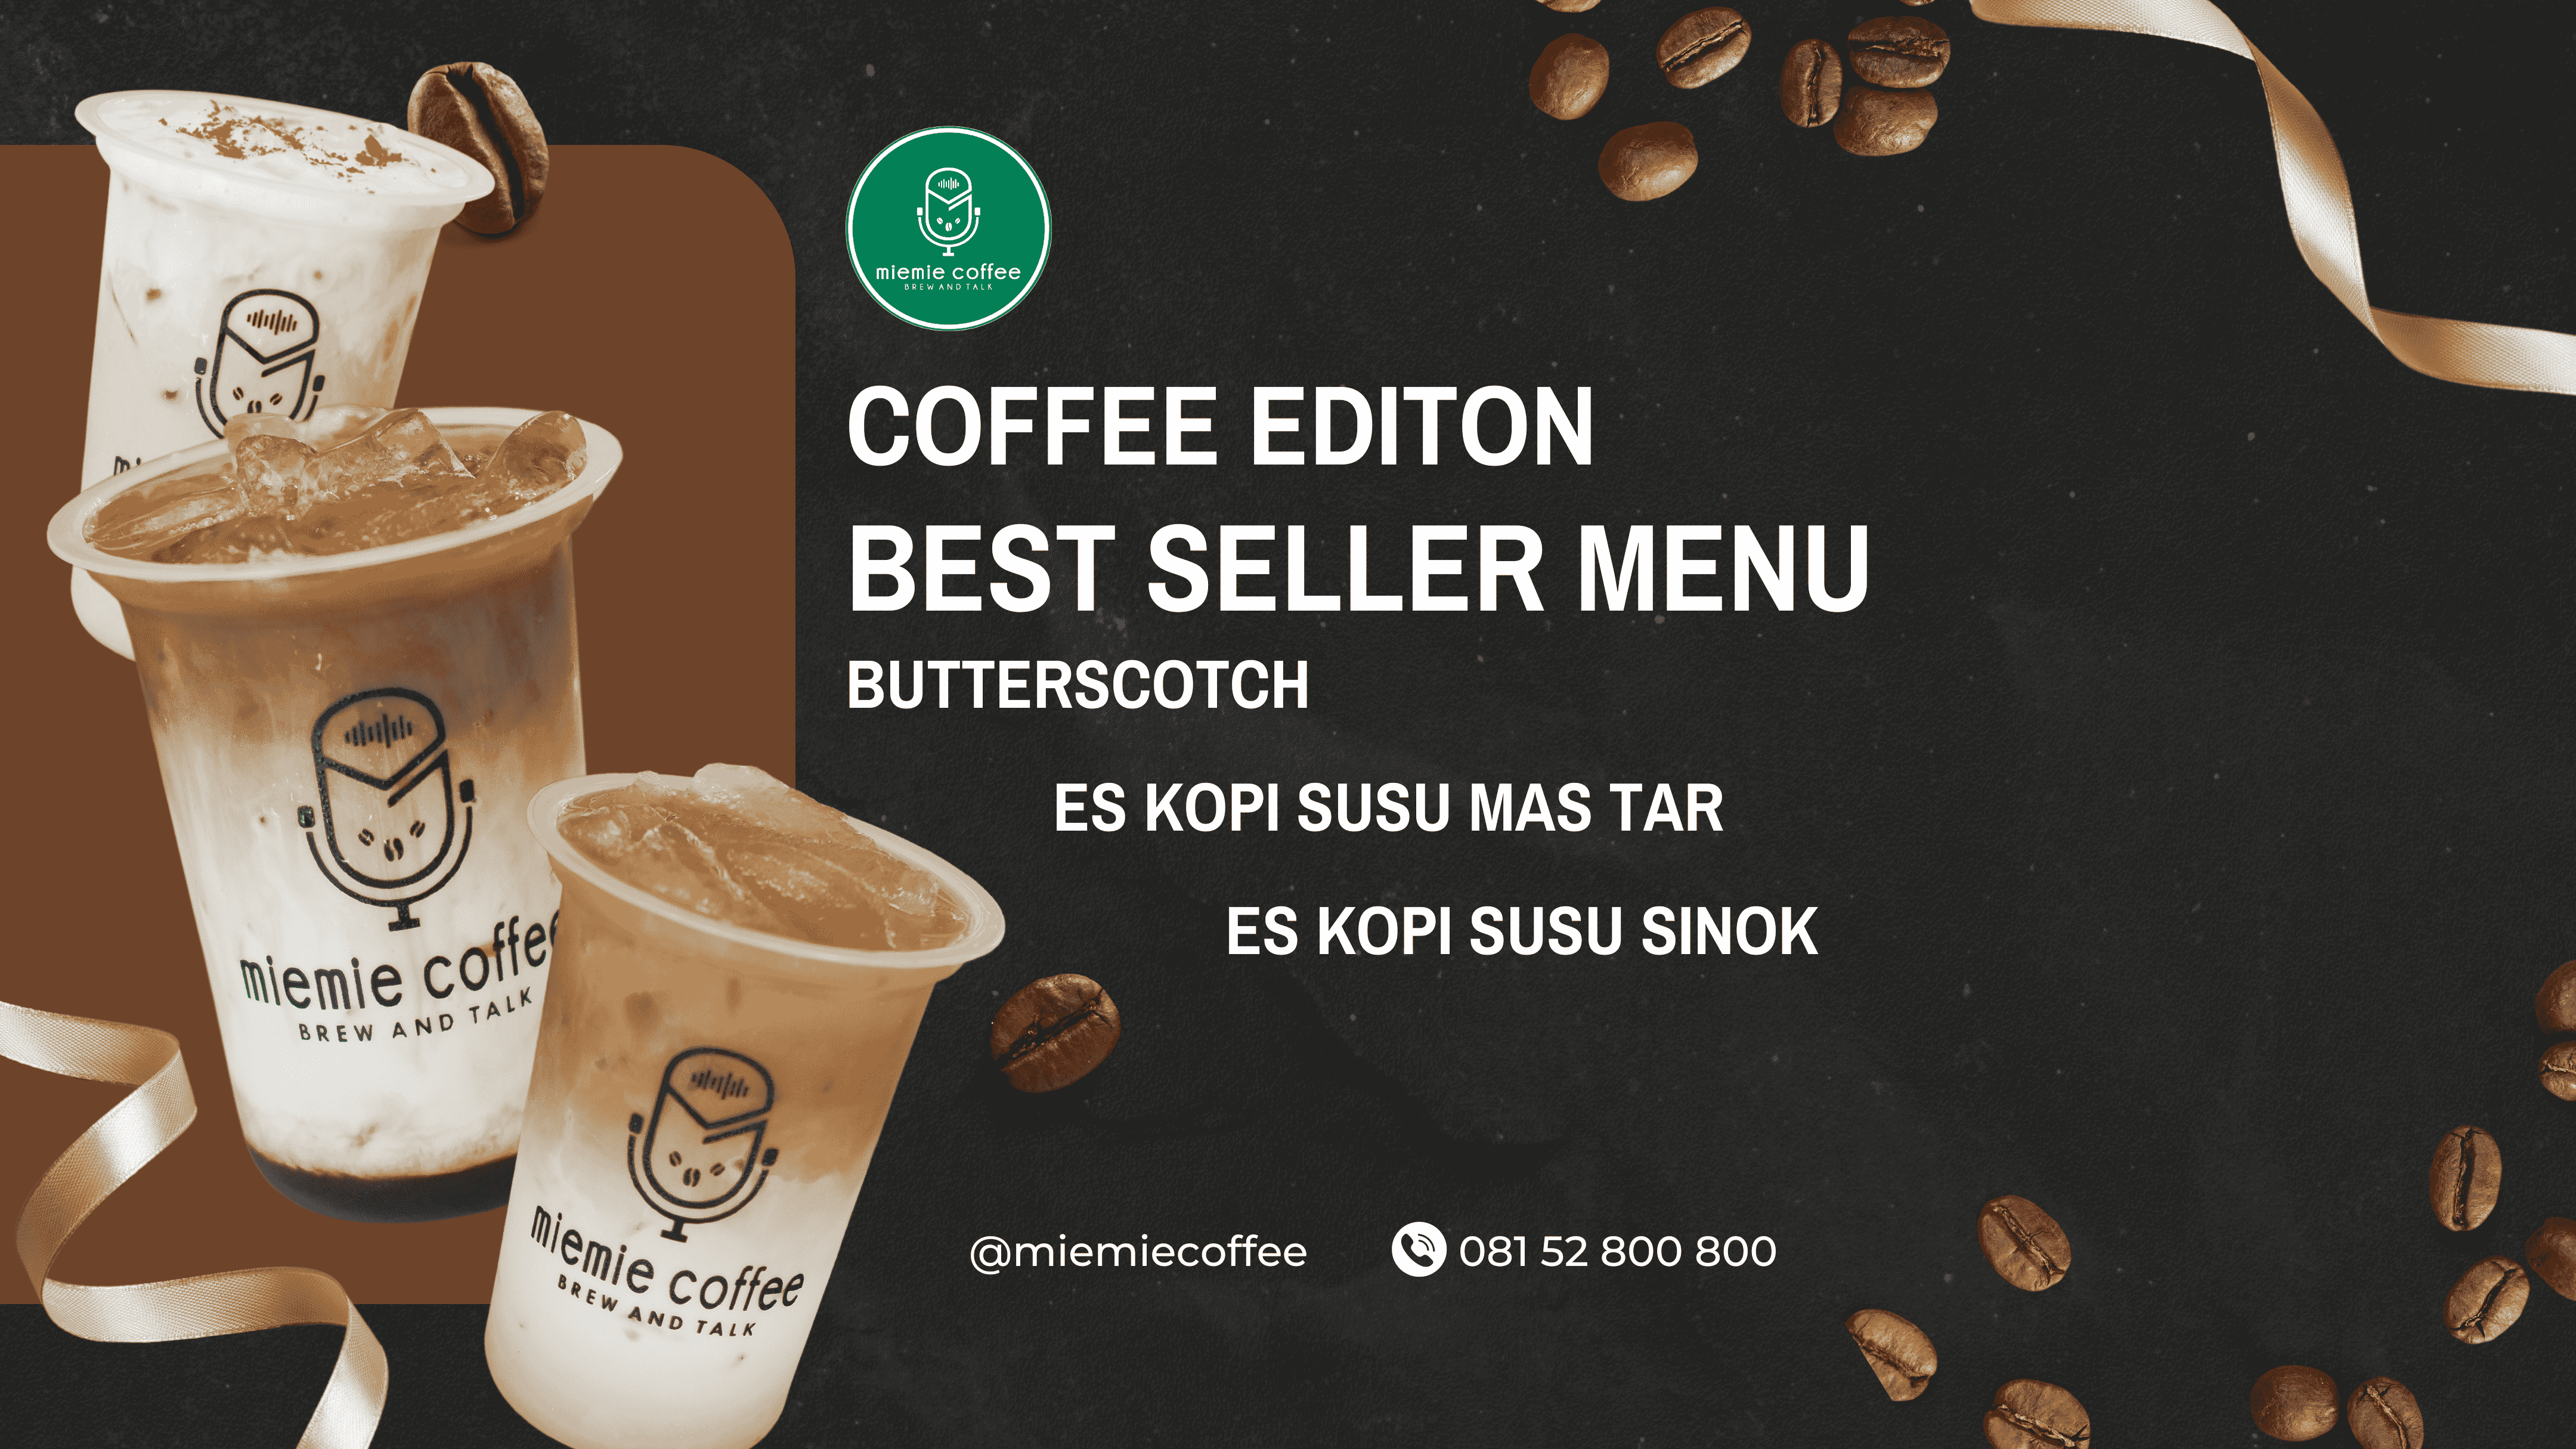 miemie coffee
BREW AND TALK
COFFEE EDITON
BEST SELLER MENU
BUTTERSCOTCH
ES KOPI SUSU MAS TAR
ES KOPI SUSU SINOK
miemie coffee
BREW AND TALK
miemie coffee
BREW AND TALK
@miemiecoffee
081 52 800 800